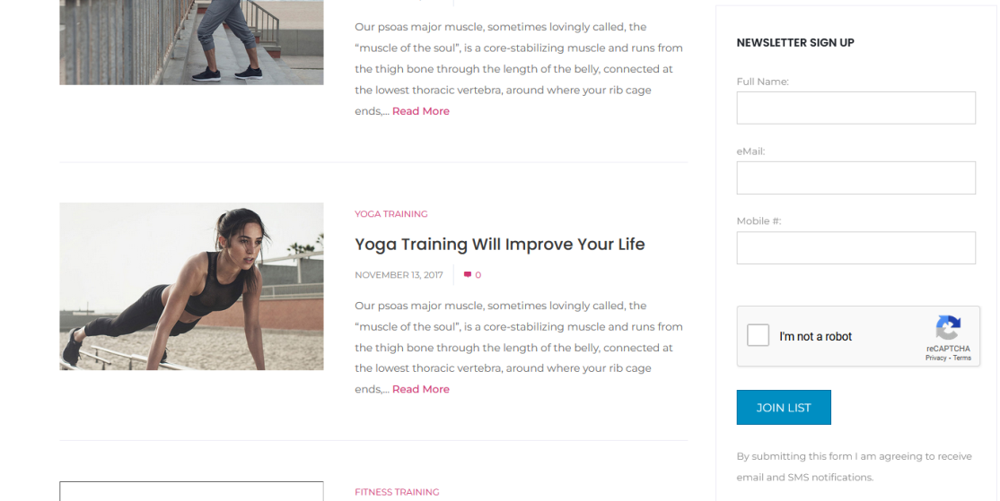 Our psoas major muscle, sometimes lovingly called, the
“muscle of the soul”, is a core-stabilizing muscle and runs from
the thigh bone through the length of the belly, connected at
the lowest thoracic vertebra, around where your rib cage
ends,... Read More
YOGA TRAINING
Yoga Training Will Improve Your Life
NOVEMBER 13, 2017 0
Our psoas major muscle, sometimes lovingly called, the
“muscle of the soul”, is a core-stabilizing muscle and runs from
the thigh bone through the length of the belly, connected at
the lowest thoracic vertebra, around where your rib cage
ends,... Read More
FITNESS TRAINING
NEWSLETTER SIGN UP
Full Name:
eMail:
Mobile #:
I'm not a robot
reCAPTCHA
Privacy - Terms
JOIN LIST
By submitting this form I am agreeing to receive
email and SMS notifications.